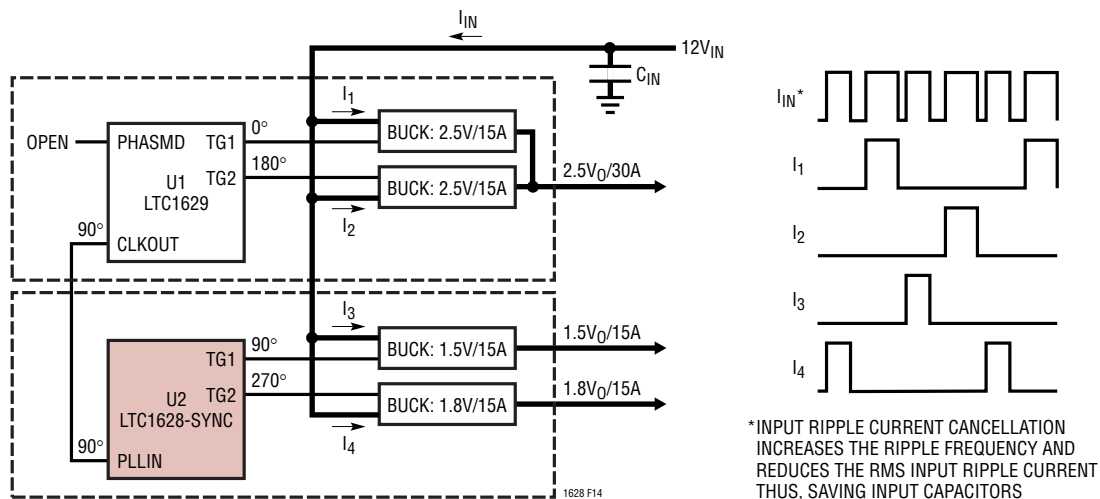 I_IN
12V_IN
C_IN
I_1
OPEN
PHASMD
TG1
0°
BUCK: 2.5V/15A
U1
LTC1629
TG2
180°
BUCK: 2.5V/15A
2.5V_O/30A
I_2
90°
CLKOUT
I_3
TG1
90°
BUCK: 1.5V/15A
1.5V_O/15A
U2
LTC1628-SYNC
TG2
270°
BUCK: 1.8V/15A
1.8V_O/15A
I_4
90°
PLLIN
1628 F14
I_IN*
I_1
I_2
I_3
I_4
*INPUT RIPPLE CURRENT CANCELLATION
INCREASES THE RIPPLE FREQUENCY AND
REDUCES THE RMS INPUT RIPPLE CURRENT
THUS, SAVING INPUT CAPACITORS